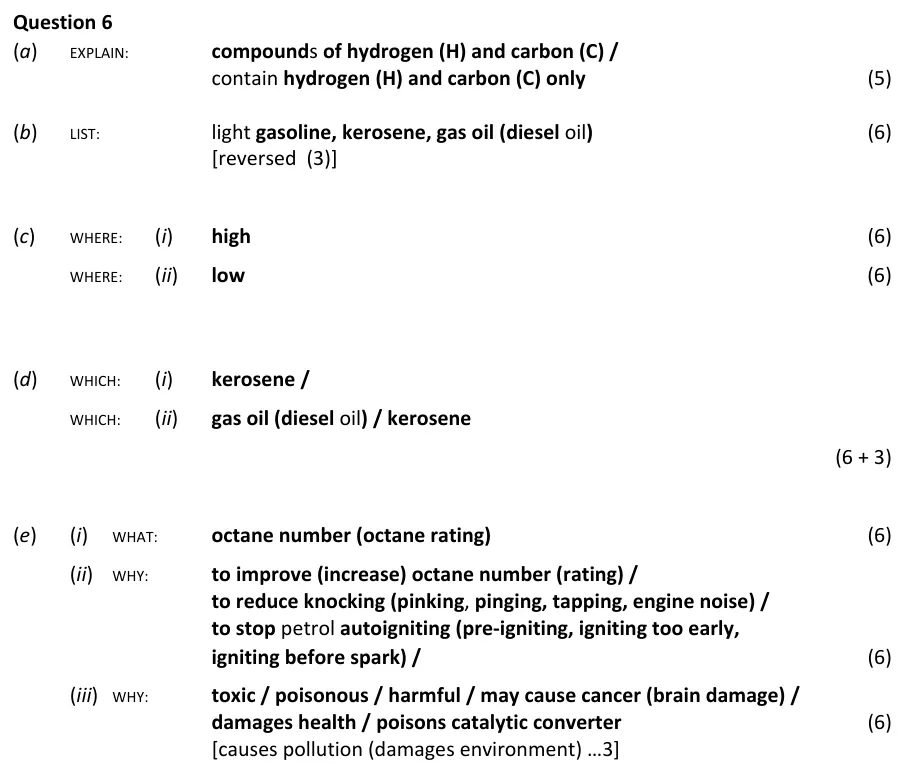 Question 6
(a) EXPLAIN: compounds of hydrogen (H) and carbon (C) /
contain hydrogen (H) and carbon (C) only (5)
(b) LIST: light gasoline, kerosene, gas oil (diesel oil) (6)
[reversed (3)]
(c) WHERE: (i) high (6)
WHERE: (ii) low (6)
(d) WHICH: (i) kerosene /
WHICH: (ii) gas oil (diesel oil) / kerosene
(6 + 3)
(e) (i) WHAT: octane number (octane rating) (6)
(ii) WHY: to improve (increase) octane number (rating) /
to reduce knocking (pinking, pinging, tapping, engine noise) /
to stop petrol autoigniting (pre-igniting, igniting too early,
igniting before spark) / (6)
(iii) WHY: toxic / poisonous / harmful / may cause cancer (brain damage) /
damages health / poisons catalytic converter (6)
[causes pollution (damages environment) ...3]